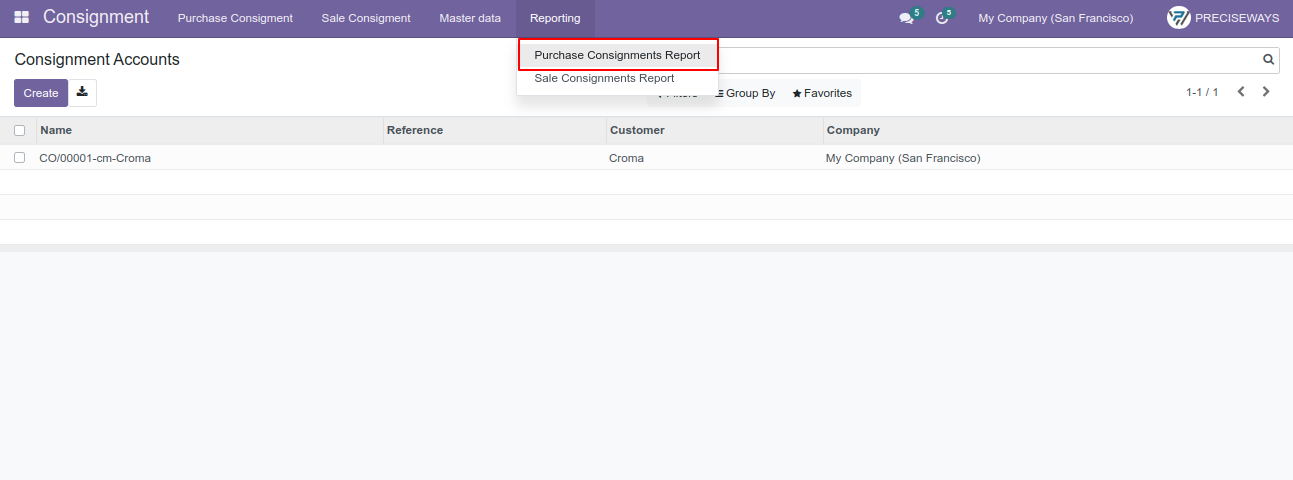 Consignment Purchase Consigment Sale Consigment Master data Reporting 5 5 My Company (San Francisco) PRECISEWAYS
Consignment Accounts
Purchase Consignments Report
Sale Consignments Report
Create
Group By Favorites 1-1 / 1
Name Reference Customer Company
CO/00001-cm-Croma Croma My Company (San Francisco)